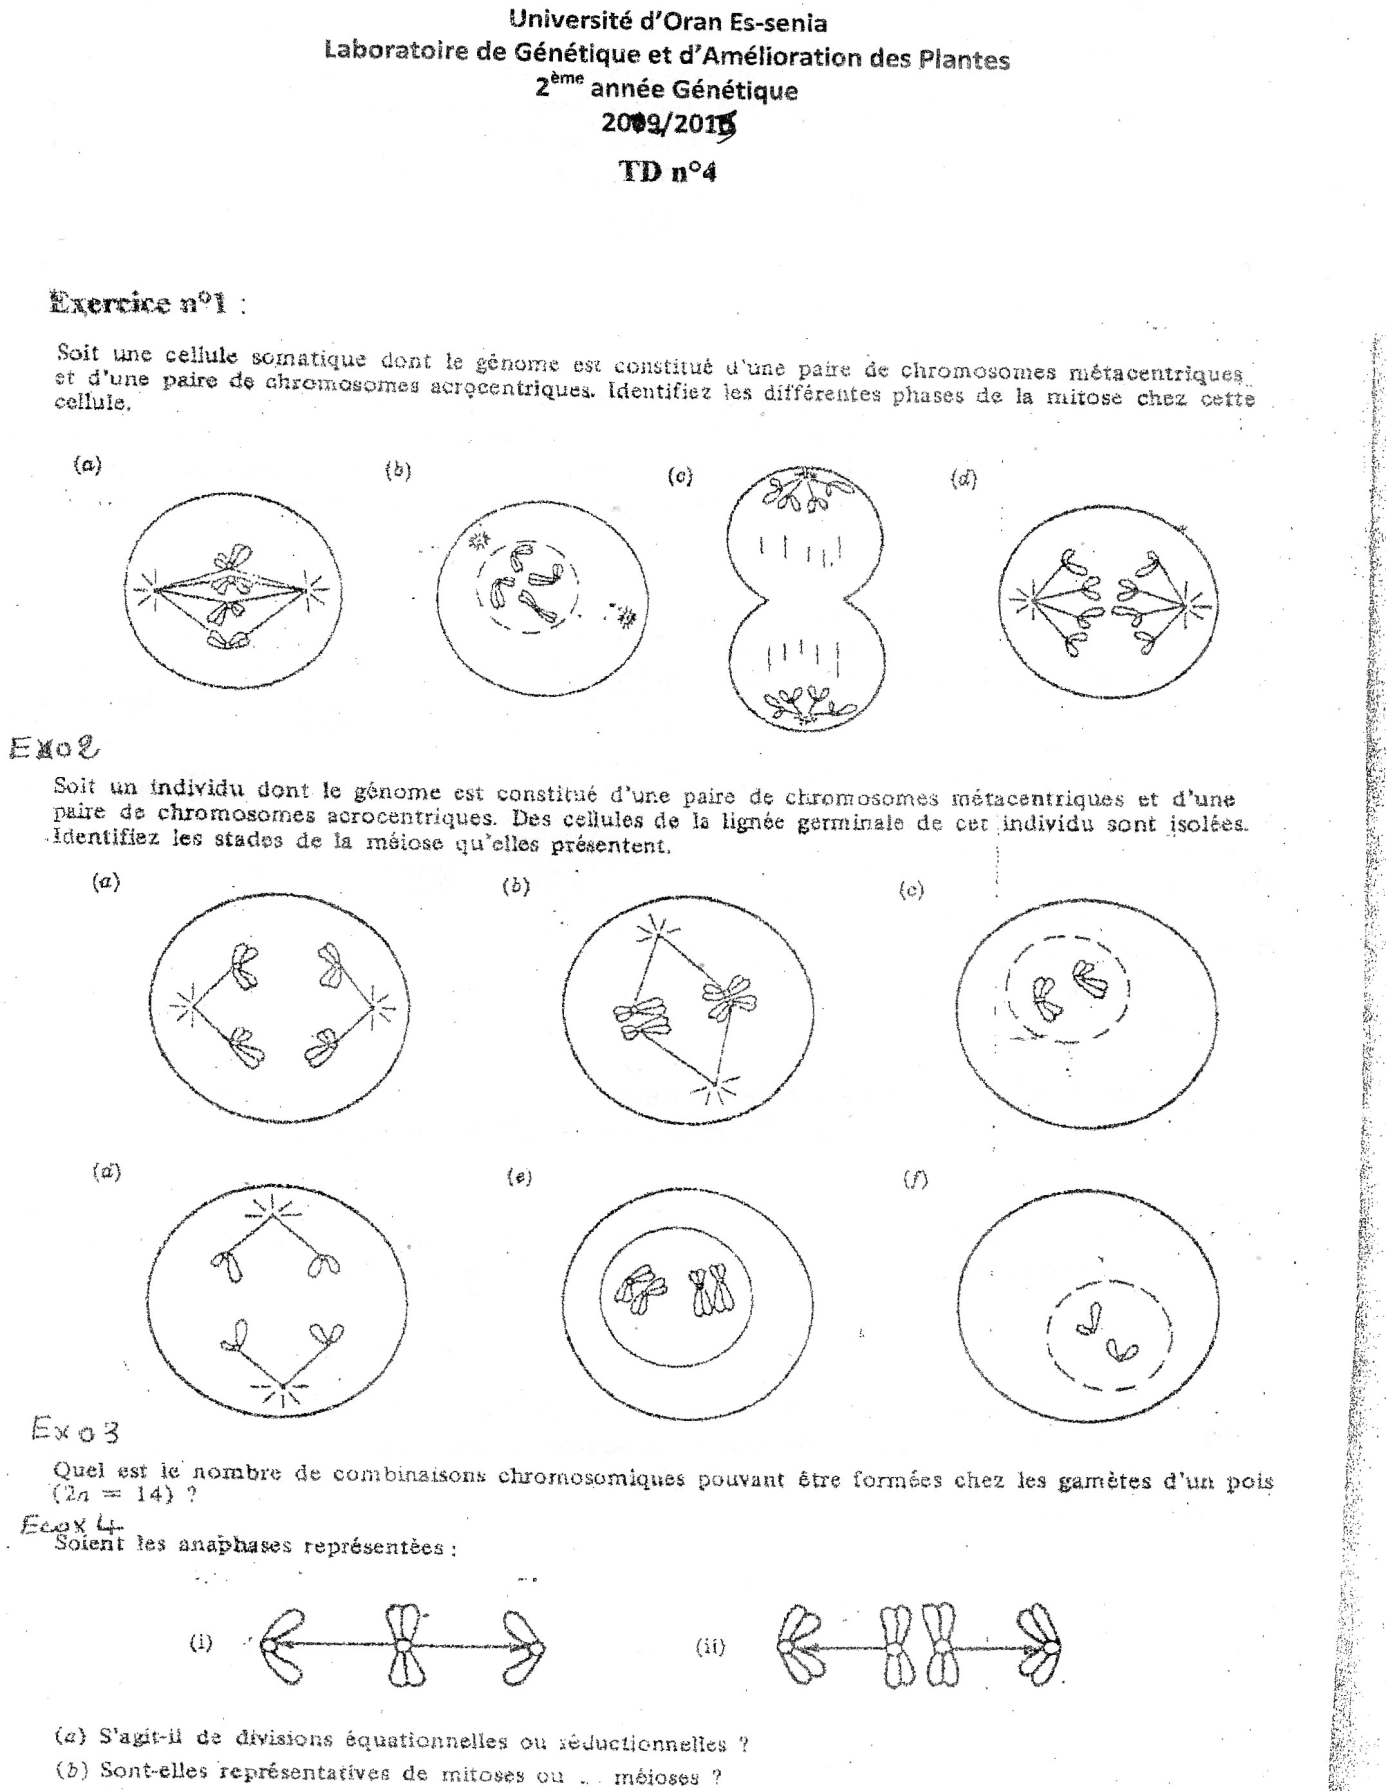 Université d'Oran Es-senia
Laboratoire de Génétique et d'Amélioration des Plantes
2ème année Génétique
TD n°4
Exercice n°1 :
Soit une cellule somatique dont le génome est constitué d'une paire de chromosomes métacentriques
et d'une paire de chromosomes acrocentriques. Identifiez les différentes phases de la mitose chez cette
cellule.
(a) (b) (c) (d)
Exo 2
Soit un individu dont le génome est constitué d'une paire de chromosomes métacentriques et d'une
paire de chromosomes acrocentriques. Des cellules de la lignée germinale de cet individu sont isolées.
Identifiez les stades de la méiose qu'elles présentent.
(a) (b) (c)
(d) (e) (f)
Exo 3
Quel est le nombre de combinaisons chromosomiques pouvant être formées chez les gamètes d'un pois
(2n = 14) ?
4
Soient les anaphases représentées :
(i) (ii)
(a) S'agit-il de divisions équationnelles ou réductionnelles ?
(b) Sont-elles représentatives de mitoses ou méioses ?